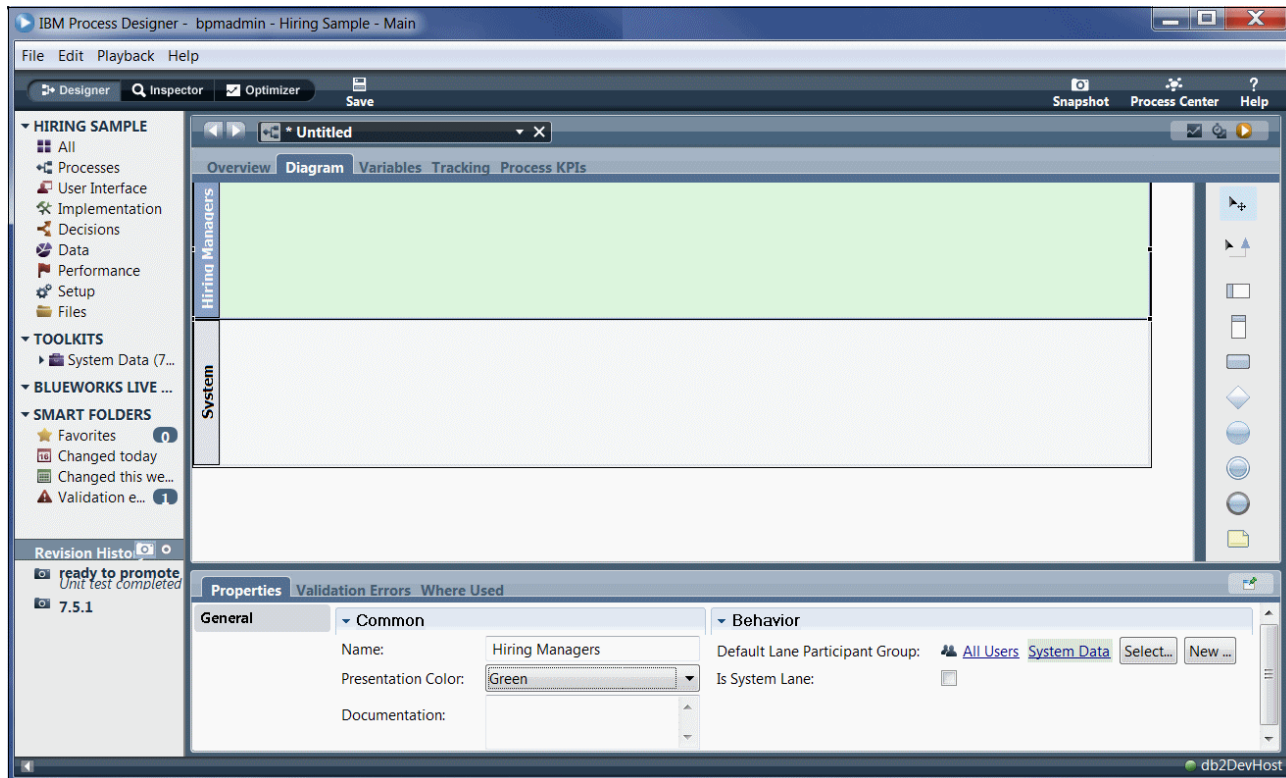 IBM Process Designer - bpmadmin - Hiring Sample - Main
File Edit Playback Help
Designer Inspector Optimizer Save Snapshot Process Center Help
HIRING SAMPLE
All
Processes
User Interface
Implementation
Decisions
Data
Performance
Setup
Files
TOOLKITS
System Data (7...
BLUEWORKS LIVE ...
SMART FOLDERS
Favorites 0
Changed today
Changed this we...
Validation e... 1
Revision Histo
ready to promote
Unit test completed
7.5.1
* Untitled
Overview Diagram Variables Tracking Process KPIs
Hiring Managers
System
Properties Validation Errors Where Used
General
Common
Name: Hiring Managers
Presentation Color: Green
Documentation:
Behavior
Default Lane Participant Group: All Users System Data Select... New ...
Is System Lane:
db2DevHost